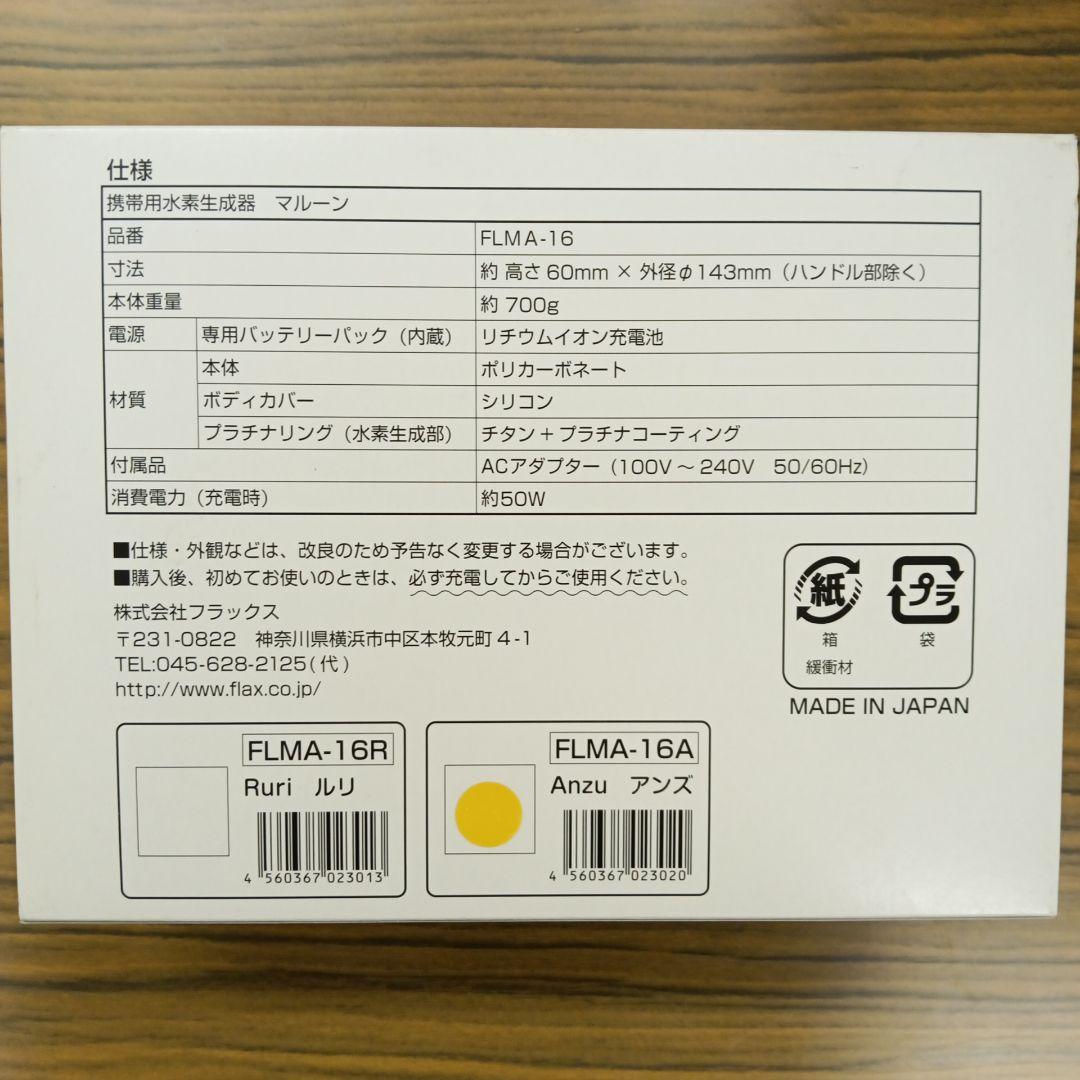 仕様
携帯用水素生成器 マルーン
品番 FLMA-16
寸法 約 高さ 60mm × 外径φ143mm（ハンドル部除く）
本体重量 約 700g
電源 専用バッテリーパック（内蔵） リチウムイオン充電池
材質 本体 ポリカーボネート
ボディカバー シリコン
プラチナリング（水素生成部） チタン＋プラチナコーティング
付属品 ACアダプター（100V～240V 50/60Hz）
消費電力（充電時） 約50W
■仕様・外観などは、改良のため予告なく変更する場合がございます。
■購入後、初めてお使いのときは、必ず充電してからご使用ください。
株式会社フラックス
〒231-0822 神奈川県横浜市中区本牧元町 4-1
TEL:045-628-2125(代)
http://www.flax.co.jp/
紙 プラ
箱 袋
緩衝材
MADE IN JAPAN
FLMA-16R
Ruri ルリ
4 560367 023013
FLMA-16A
Anzu アンズ
4 560367 023020